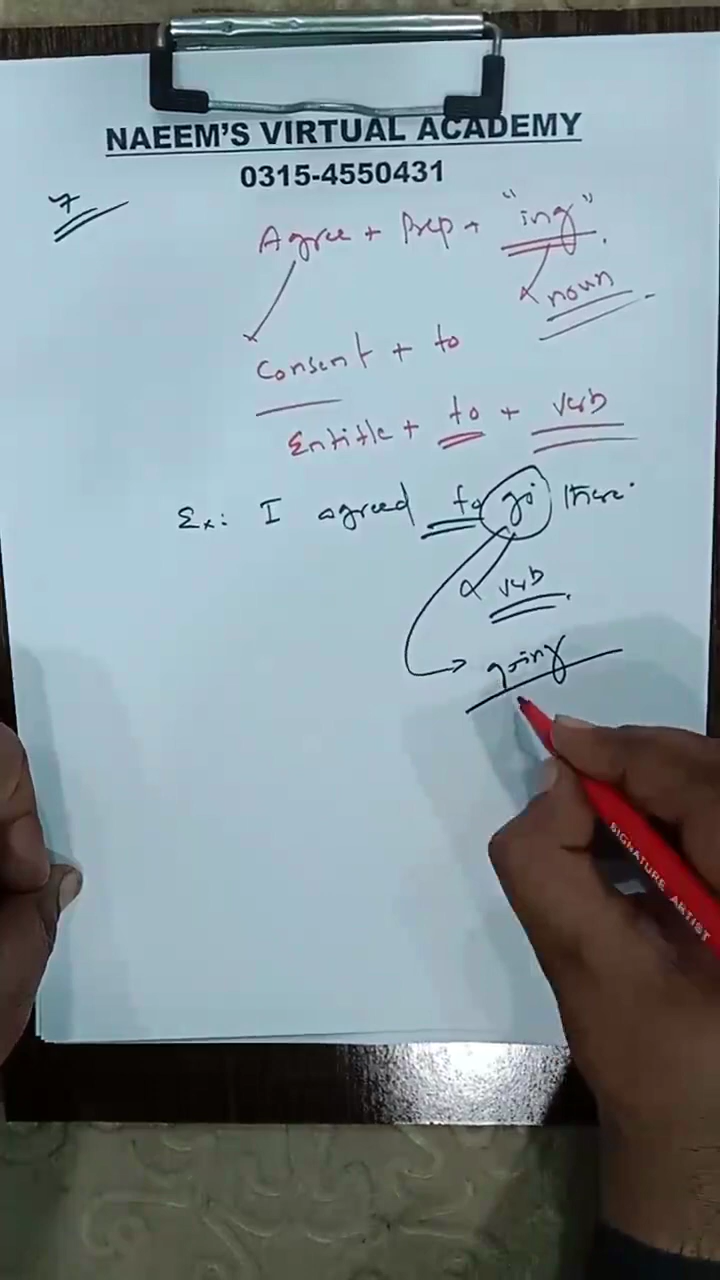 NAEEM'S VIRTUAL ACADEMY
0315-4550431
7
Agree + Prep + "ing".
noun
Consent + to
Entitle + to + verb
Ex: I agreed to go there.
verb
going
SIGNATURE ARTIST